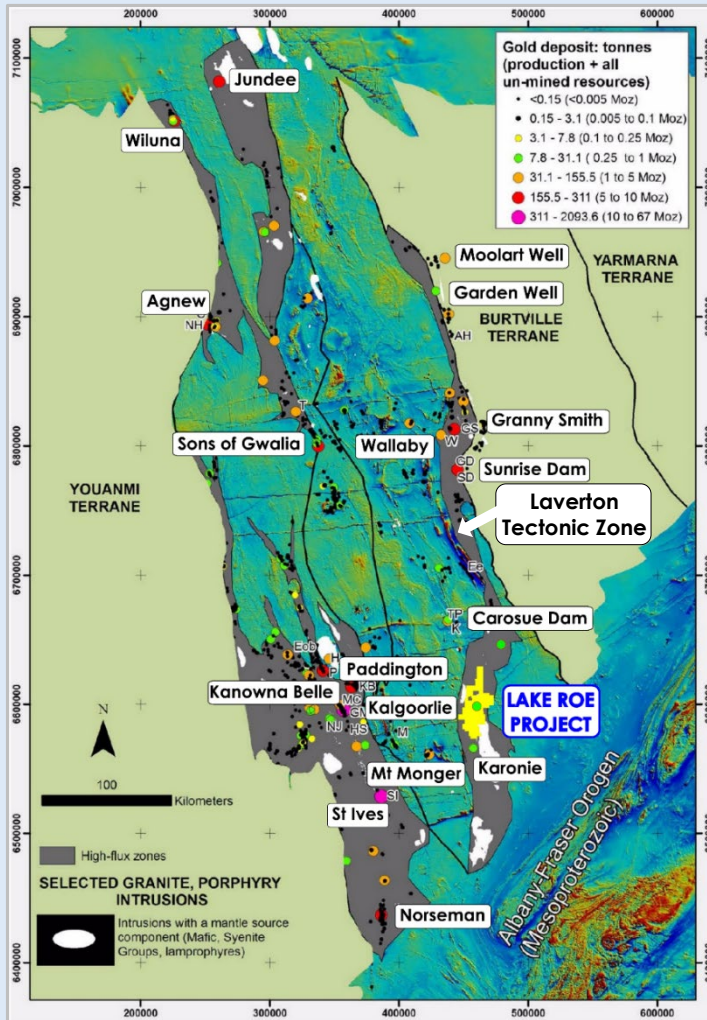 200000
300000
400000
500000
600000
7100000
7000000
6900000
6800000
6700000
6600000
6500000
6400000
Gold deposit: tonnes
(production + all
un-mined resources)
<0.15 (<0.005 Moz)
0.15 - 3.1 (0.005 to 0.1 Moz)
3.1 - 7.8 (0.1 to 0.25 Moz)
7.8 - 31.1 ( 0.25 to 1 Moz)
31.1 - 155.5 (1 to 5 Moz)
155.5 - 311 (5 to 10 Moz)
311 - 2093.6 (10 to 67 Moz)
Jundee
Wiluna
Moolart Well
YARMARNA
TERRANE
Garden Well
Agnew
NH
BURTVILLE
TERRANE
AH
T
Granny Smith
GS
Sons of Gwalia
Wallaby
W
GD
SD
Sunrise Dam
YOUANMI
TERRANE
Laverton
Tectonic Zone
TP
K
Carosue Dam
H
P
Paddington
KB
Kanowna Belle
MC
GM
Kalgoorlie
LAKE ROE
PROJECT
NJ
HS
M
Mt Monger
Karonie
N
100
Kilometers
SI
St Ives
High-flux zones
SELECTED GRANITE, PORPHYRY
INTRUSIONS
Intrusions with a mantle source
component (Mafic, Syenite
Groups, lamprophyres)
Norseman
Albany-Fraser Orogen
(Mesoproterozoic)
200000
300000
400000
500000
600000